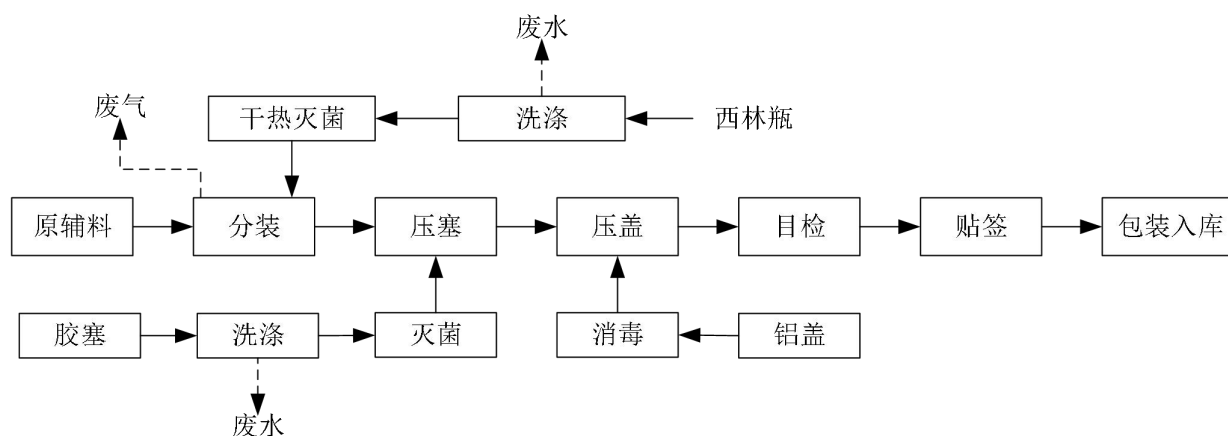 废水
废气
干热灭菌
洗涤
西林瓶
原辅料
分装
压塞
压盖
目检
贴签
包装入库
胶塞
洗涤
灭菌
消毒
铝盖
废水